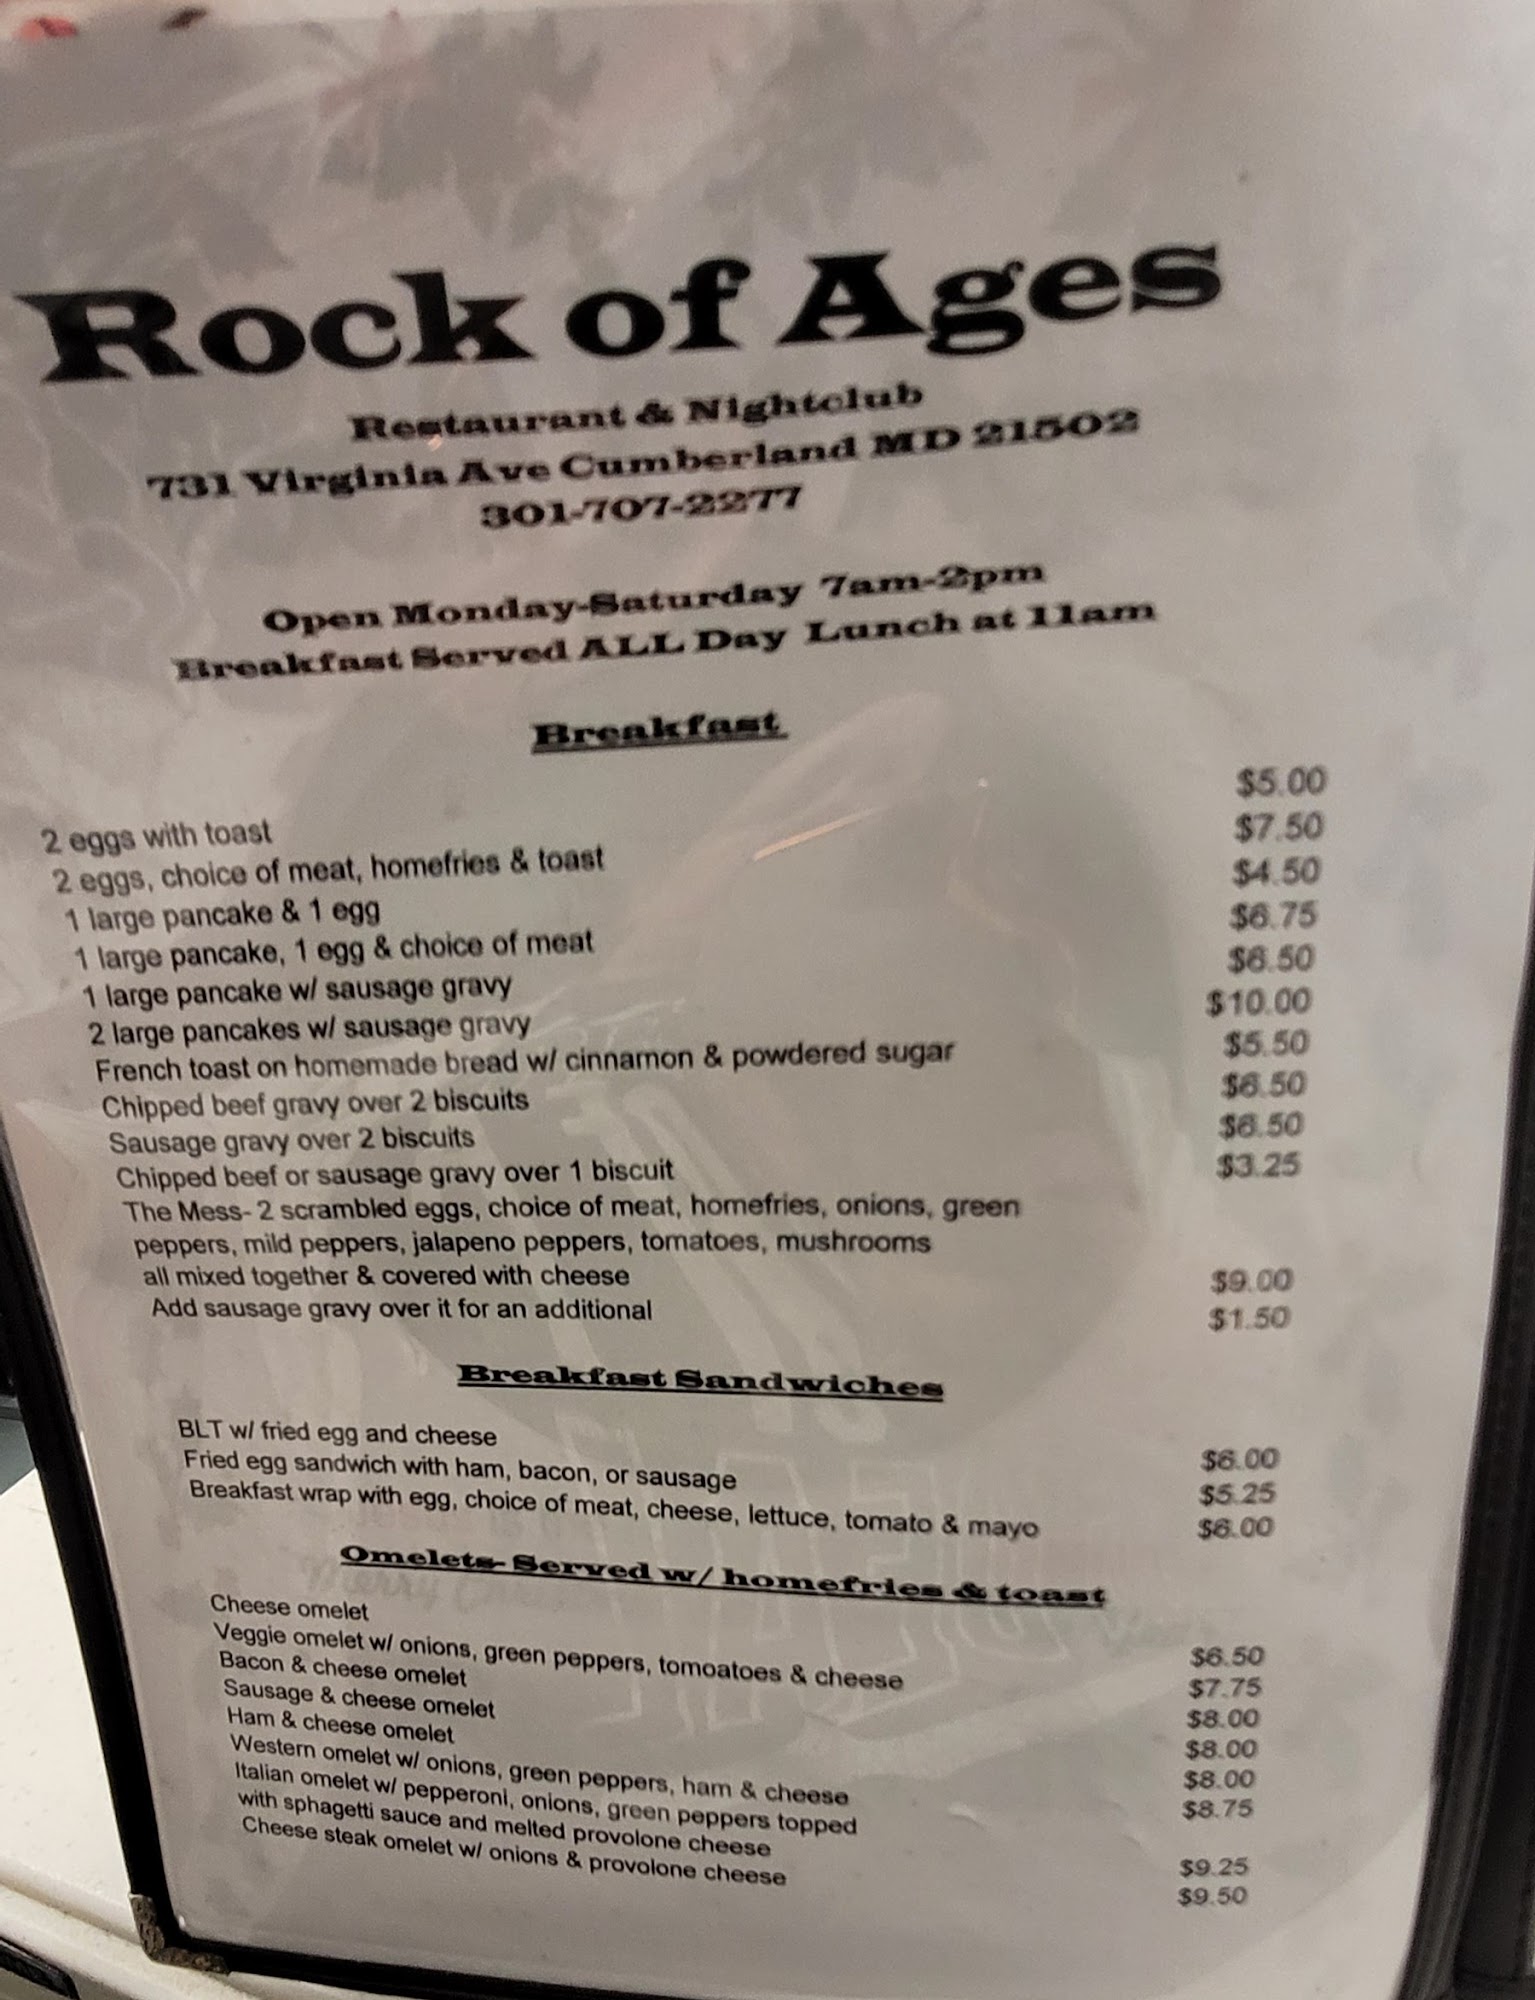 Rock of Ages
Restaurant & Nightclub
731 Virginia Ave Cumberland MD 21502
301-707-2277
Open Monday-Saturday 7am-2pm
Breakfast Served ALL Day Lunch at 11am
Breakfast
2 eggs with toast $5.00
2 eggs, choice of meat, homefries & toast $7.50
1 large pancake & 1 egg $4.50
1 large pancake, 1 egg & choice of meat $6.75
1 large pancake w/ sausage gravy $6.50
2 large pancakes w/ sausage gravy $10.00
French toast on homemade bread w/ cinnamon & powdered sugar $5.50
Chipped beef gravy over 2 biscuits $6.50
Sausage gravy over 2 biscuits $6.50
Chipped beef or sausage gravy over 1 biscuit $3.25
The Mess- 2 scrambled eggs, choice of meat, homefries, onions, green
peppers, mild peppers, jalapeno peppers, tomatoes, mushrooms
all mixed together & covered with cheese $9.00
Add sausage gravy over it for an additional $1.50
Breakfast Sandwiches
BLT w/ fried egg and cheese $6.00
Fried egg sandwich with ham, bacon, or sausage $5.25
Breakfast wrap with egg, choice of meat, cheese, lettuce, tomato & mayo $6.00
Omelets- Served w/ homefries & toast
Cheese omelet $6.50
Veggie omelet w/ onions, green peppers, tomoatoes & cheese $7.75
Bacon & cheese omelet $8.00
Sausage & cheese omelet $8.00
Ham & cheese omelet $8.00
Western omelet w/ onions, green peppers, ham & cheese $8.75
Italian omelet w/ pepperoni, onions, green peppers topped
with sphagetti sauce and melted provolone cheese $9.25
Cheese steak omelet w/ onions & provolone cheese $9.50